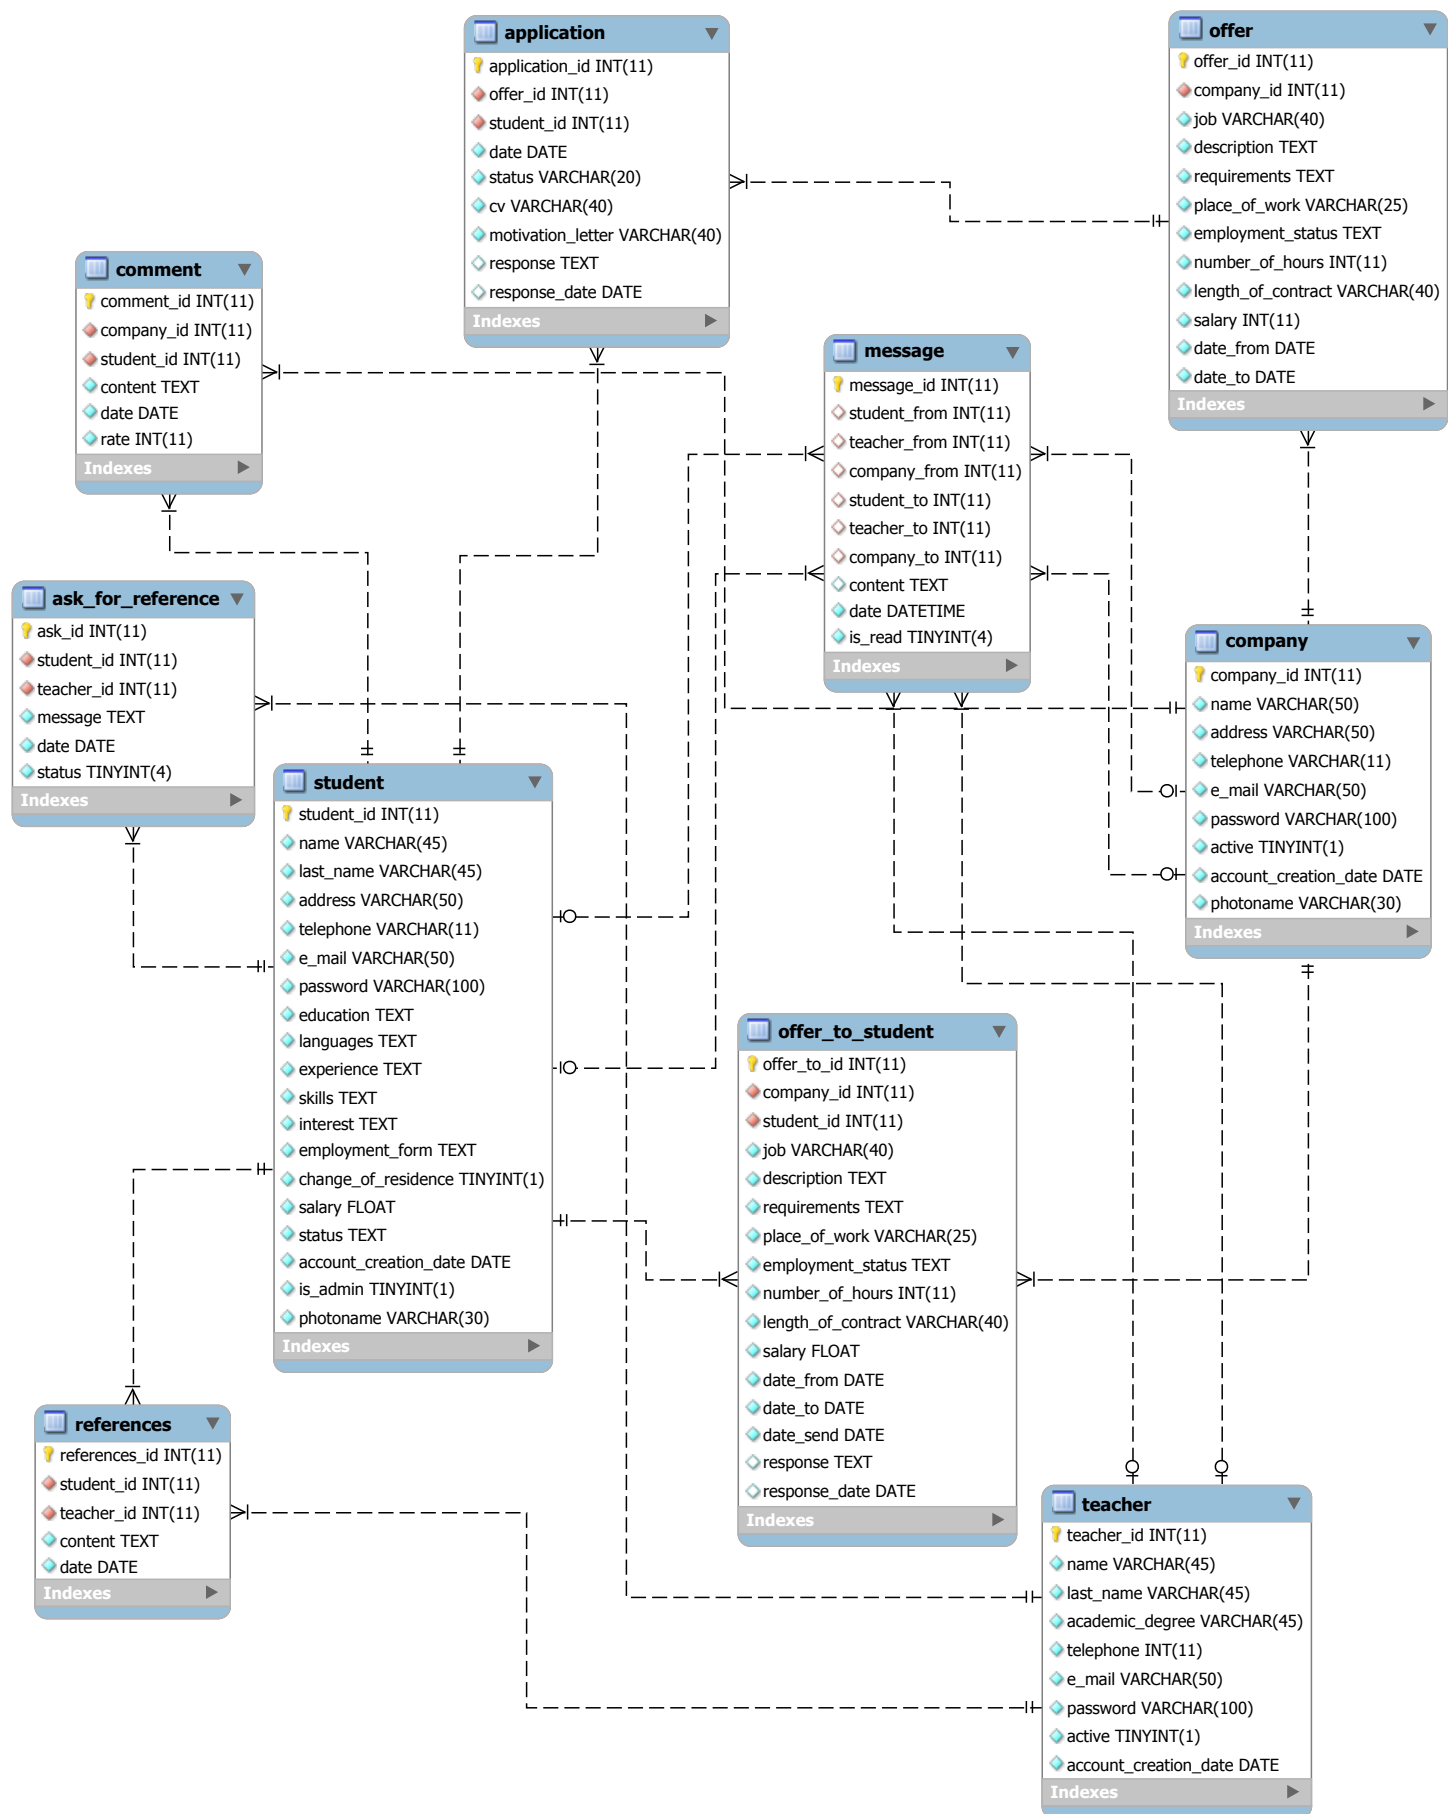 application
application_id INT(11)
offer_id INT(11)
student_id INT(11)
date DATE
status VARCHAR(20)
cv VARCHAR(40)
motivation_letter VARCHAR(40)
response TEXT
response_date DATE
Indexes
offer
offer_id INT(11)
company_id INT(11)
job VARCHAR(40)
description TEXT
requirements TEXT
place_of_work VARCHAR(25)
employment_status TEXT
number_of_hours INT(11)
length_of_contract VARCHAR(40)
salary INT(11)
date_from DATE
date_to DATE
Indexes
comment
comment_id INT(11)
company_id INT(11)
student_id INT(11)
content TEXT
date DATE
rate INT(11)
Indexes
message
message_id INT(11)
student_from INT(11)
teacher_from INT(11)
company_from INT(11)
student_to INT(11)
teacher_to INT(11)
company_to INT(11)
content TEXT
date DATETIME
is_read TINYINT(4)
Indexes
ask_for_reference
ask_id INT(11)
student_id INT(11)
teacher_id INT(11)
message TEXT
date DATE
status TINYINT(4)
Indexes
company
company_id INT(11)
name VARCHAR(50)
address VARCHAR(50)
telephone VARCHAR(11)
e_mail VARCHAR(50)
password VARCHAR(100)
active TINYINT(1)
account_creation_date DATE
photoname VARCHAR(30)
Indexes
student
student_id INT(11)
name VARCHAR(45)
last_name VARCHAR(45)
address VARCHAR(50)
telephone VARCHAR(11)
e_mail VARCHAR(50)
password VARCHAR(100)
education TEXT
languages TEXT
experience TEXT
skills TEXT
interest TEXT
employment_form TEXT
change_of_residence TINYINT(1)
salary FLOAT
status TEXT
account_creation_date DATE
is_admin TINYINT(1)
photoname VARCHAR(30)
Indexes
offer_to_student
offer_to_id INT(11)
company_id INT(11)
student_id INT(11)
job VARCHAR(40)
description TEXT
requirements TEXT
place_of_work VARCHAR(25)
employment_status TEXT
number_of_hours INT(11)
length_of_contract VARCHAR(40)
salary FLOAT
date_from DATE
date_to DATE
date_send DATE
response TEXT
response_date DATE
Indexes
references
references_id INT(11)
student_id INT(11)
teacher_id INT(11)
content TEXT
date DATE
Indexes
teacher
teacher_id INT(11)
name VARCHAR(45)
last_name VARCHAR(45)
academic_degree VARCHAR(45)
telephone INT(11)
e_mail VARCHAR(50)
password VARCHAR(100)
active TINYINT(1)
account_creation_date DATE
Indexes